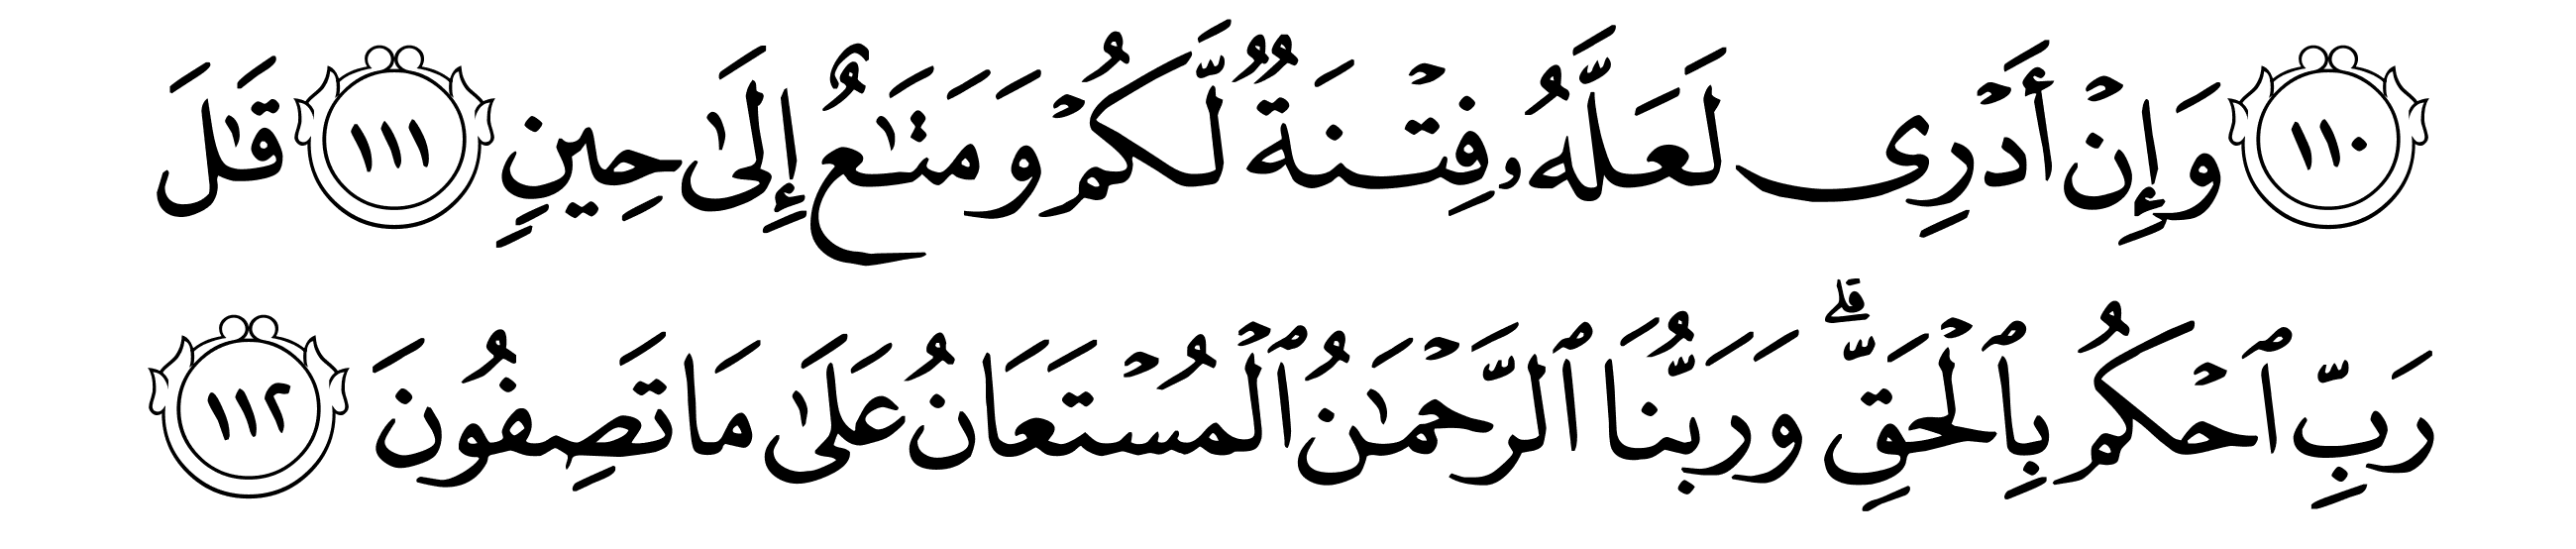 ١١٠ وَإِنۡ أَدۡرِي لَعَلَّهُۥ فِتۡنَةٞ لَّكُمۡ وَمَتَٰعٌ إِلَىٰ حِينٖ ١١١ قَٰلَ
رَبِّ ٱحۡكُم بِٱلۡحَقِّۗ وَرَبُّنَا ٱلرَّحۡمَٰنُ ٱلۡمُسۡتَعَانُ عَلَىٰ مَا تَصِفُونَ ١١٢